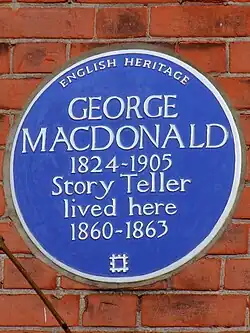 ENGLISH HERITAGE
GEORGE
MACDONALD
1824-1905
Story Teller
lived here
1860-1863